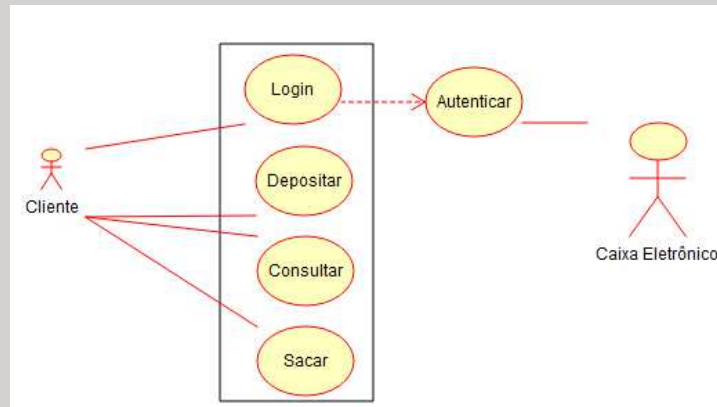 Login
Autenticar
Depositar
Cliente
Caixa Eletrônico
Consultar
Sacar